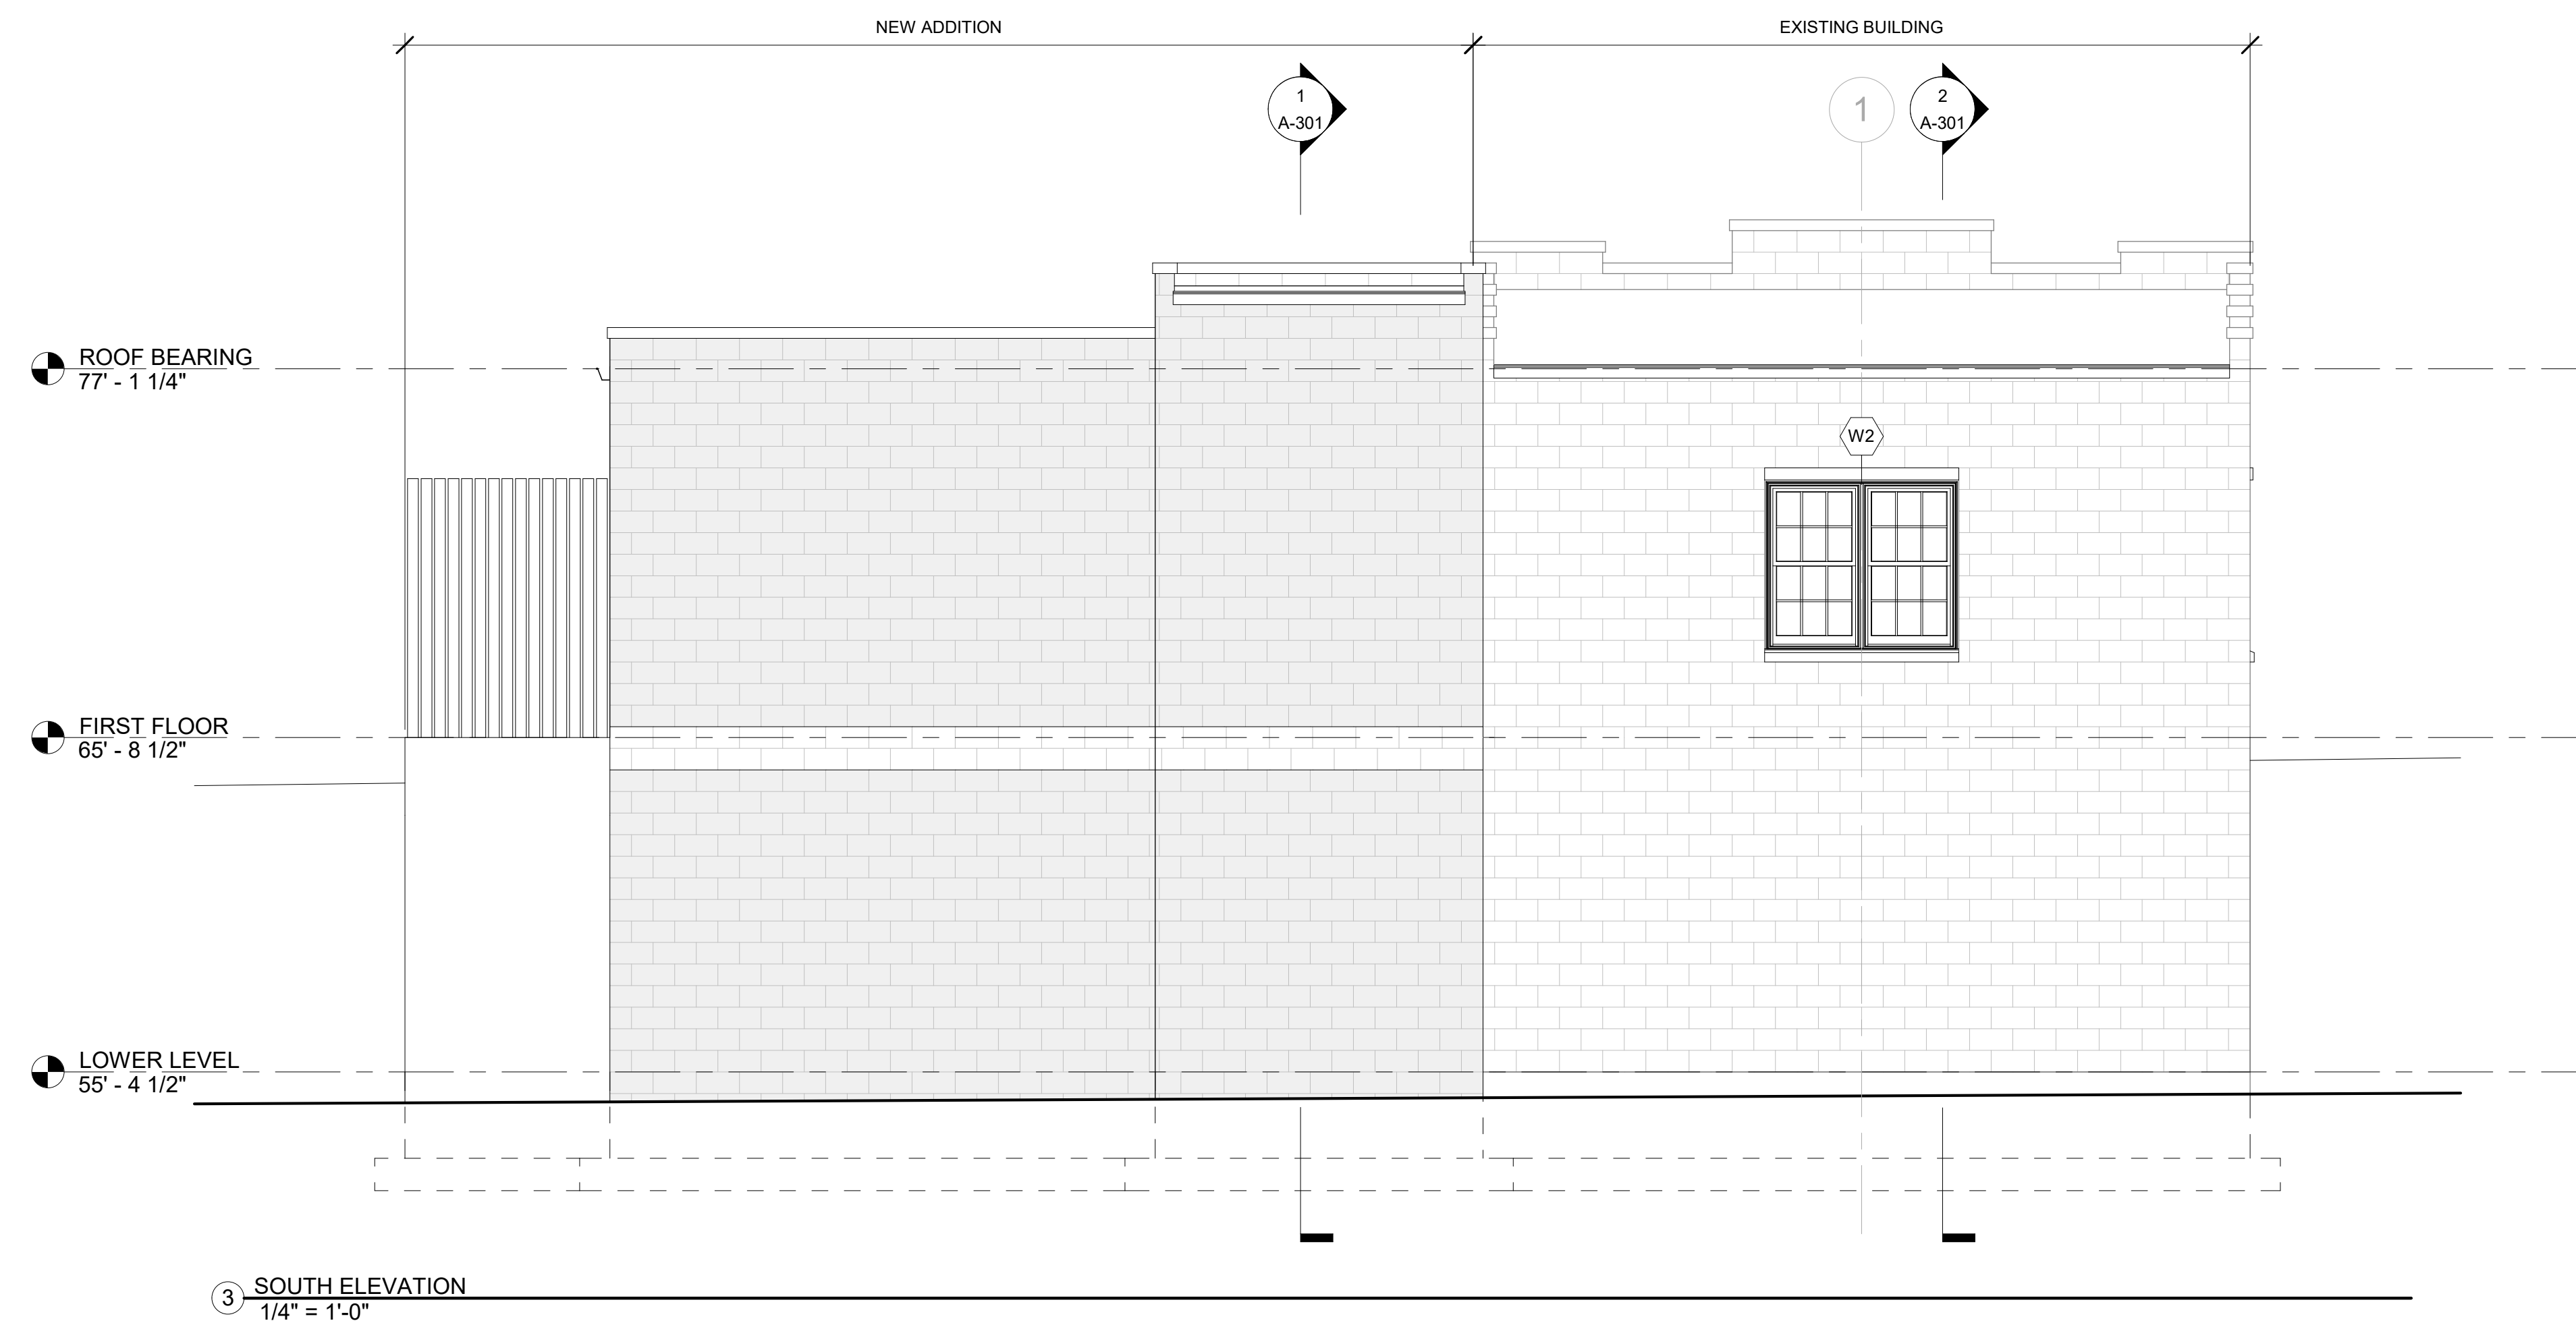 NEW ADDITION
EXISTING BUILDING
1
A-301
1
2
A-301
ROOF BEARING
77' - 1 1/4"
W2
FIRST FLOOR
65' - 8 1/2"
LOWER LEVEL
55' - 4 1/2"
3
SOUTH ELEVATION
1/4" = 1'-0"